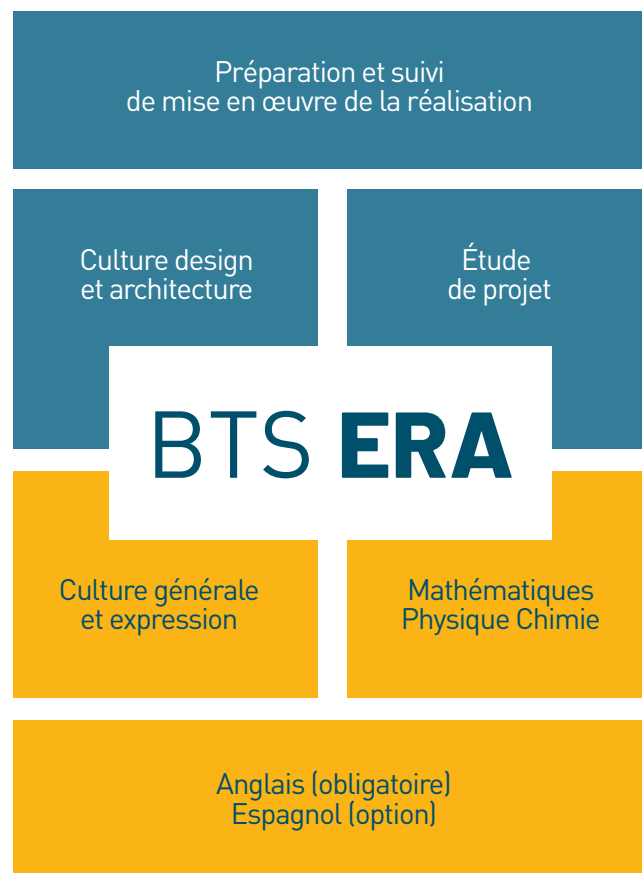 Préparation et suivi
de mise en œuvre de la réalisation
Culture design
et architecture
Étude
de projet
BTS ERA
Culture générale
et expression
Mathématiques
Physique Chimie
Anglais (obligatoire)
Espagnol (option)